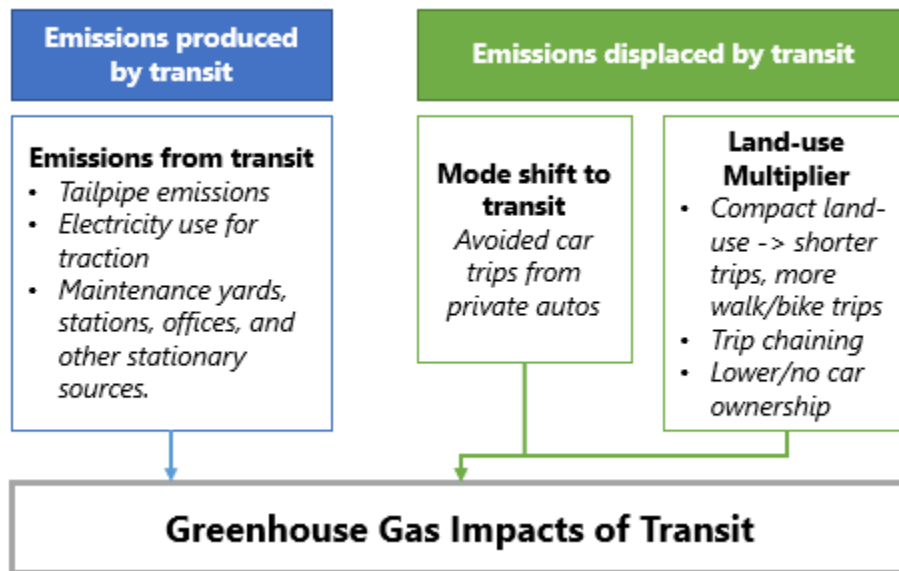 Emissions produced
by transit
Emissions displaced by transit
Emissions from transit
• Tailpipe emissions
• Electricity use for
traction
• Maintenance yards,
stations, offices, and
other stationary
sources.
Mode shift to
transit
Avoided car
trips from
private autos
Land-use
Multiplier
• Compact land-
use -> shorter
trips, more
walk/bike trips
• Trip chaining
• Lower/no car
ownership
Greenhouse Gas Impacts of Transit